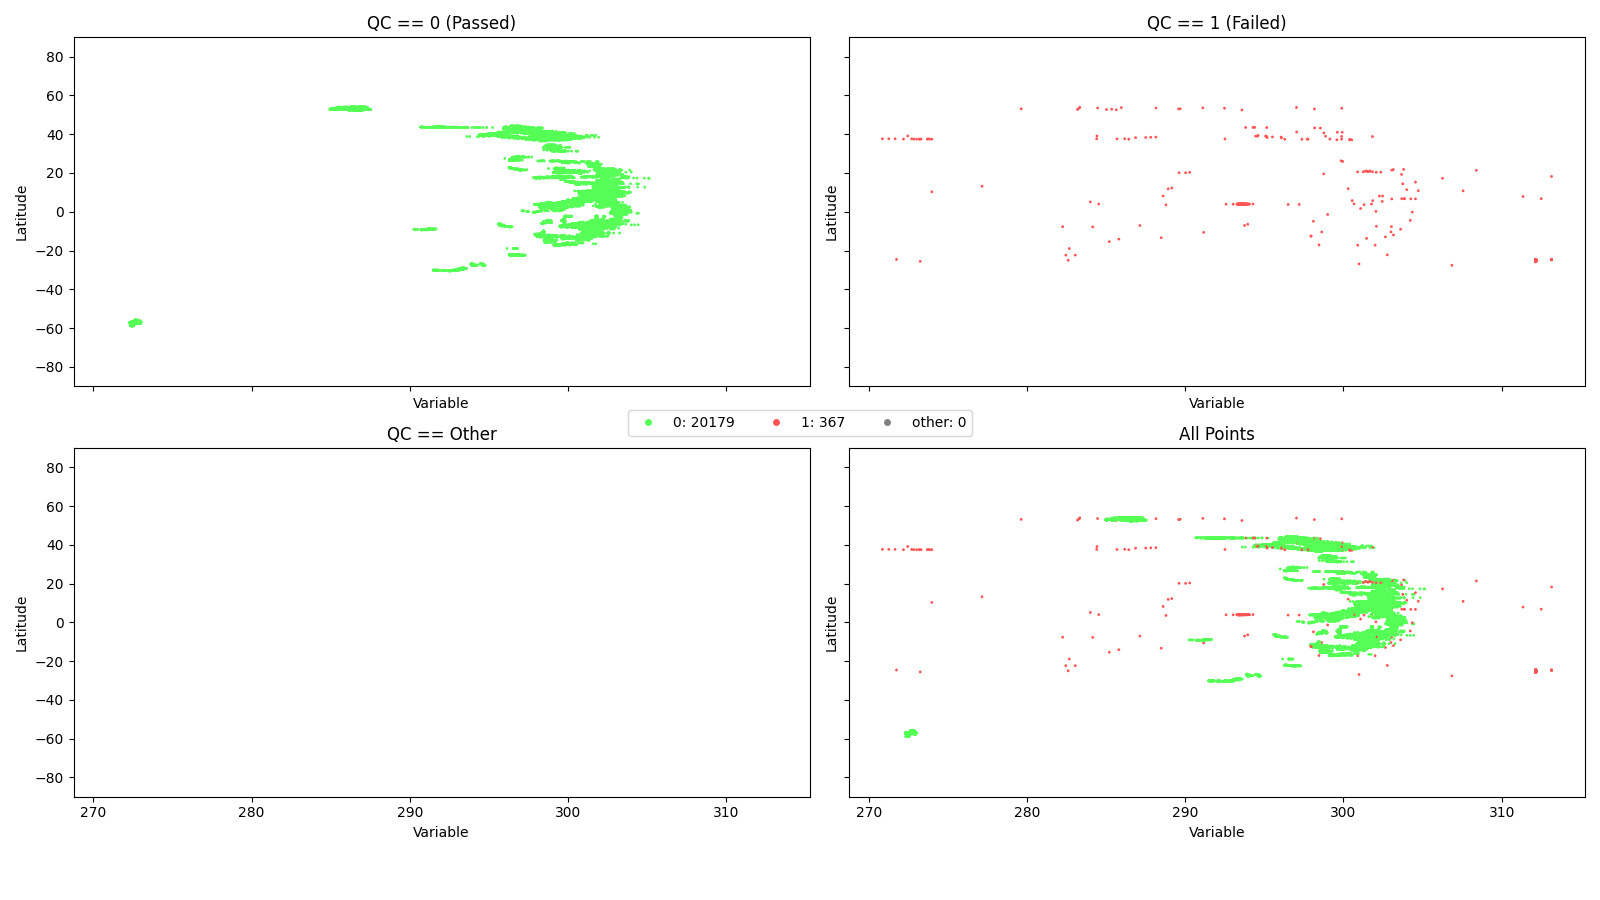 QC == 0 (Passed)
QC == 1 (Failed)
80
60
40
20
0
−20
−40
−60
−80
Latitude
Latitude
Variable
Variable
0: 20179
1: 367
other: 0
QC == Other
All Points
80
60
40
20
0
−20
−40
−60
−80
Latitude
Latitude
270
280
290
300
310
270
280
290
300
310
Variable
Variable